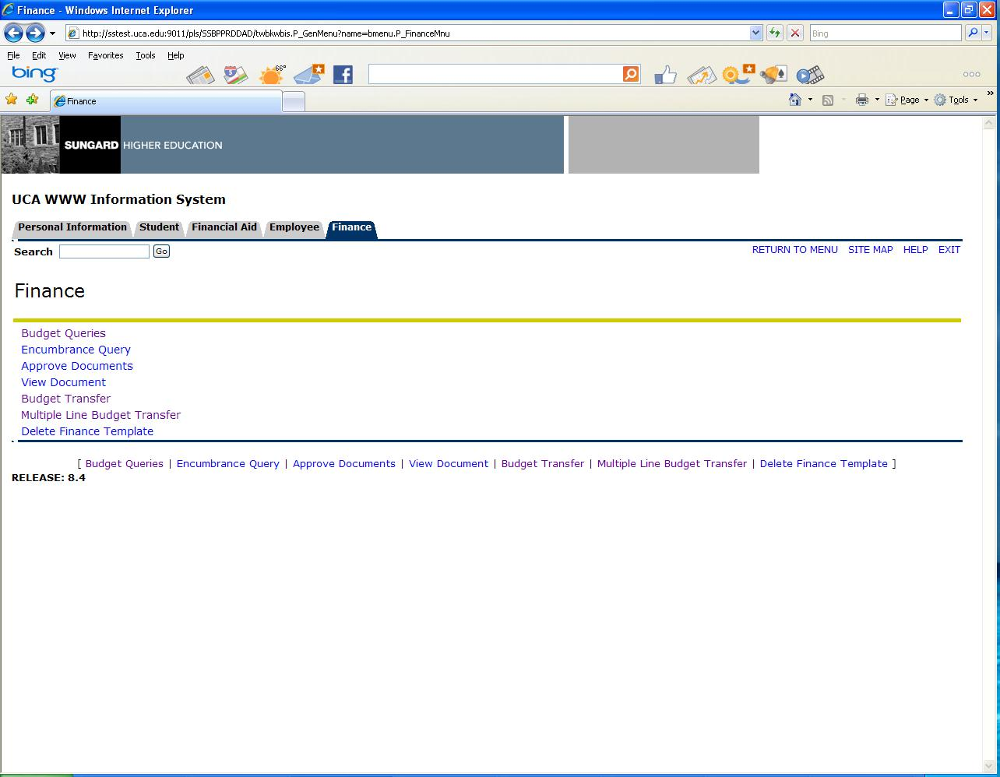 Finance - Windows Internet Explorer
http://sstest.uca.edu:9011/pls/SSBPPRDDAD/twbkwbis.P_GenMenu?name=bmenu.P_FinanceMnu
Bing
File Edit View Favorites Tools Help
bing 66°
Finance
Page Tools
SUNGARD HIGHER EDUCATION
UCA WWW Information System
Personal Information Student Financial Aid Employee Finance
Search Go RETURN TO MENU SITE MAP HELP EXIT
Finance
Budget Queries
Encumbrance Query
Approve Documents
View Document
Budget Transfer
Multiple Line Budget Transfer
Delete Finance Template
[ Budget Queries | Encumbrance Query | Approve Documents | View Document | Budget Transfer | Multiple Line Budget Transfer | Delete Finance Template ]
RELEASE: 8.4